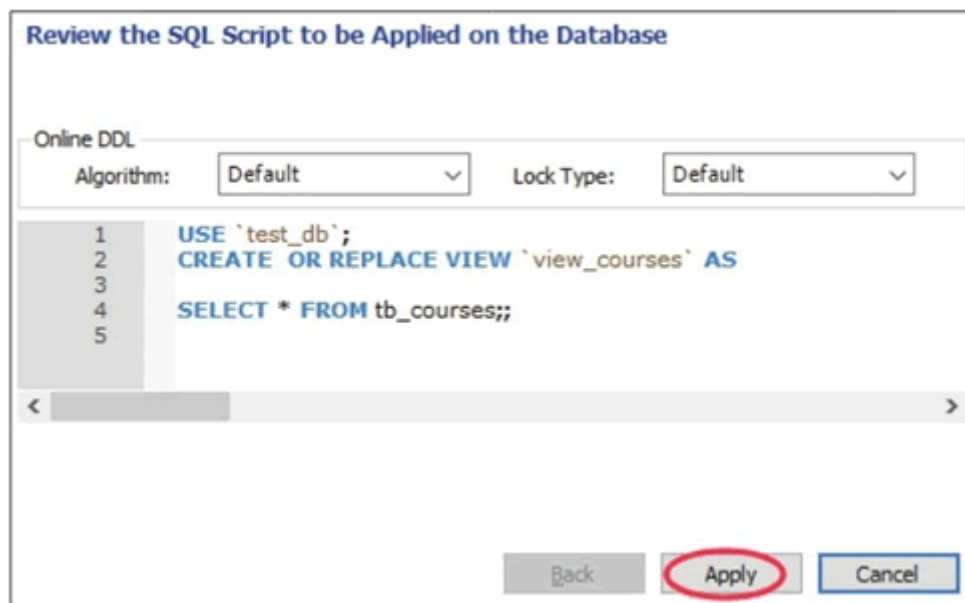 Review the SQL Script to be Applied on the Database
Online DDL
Algorithm: Default Lock Type: Default
1 USE `test_db`;
2 CREATE  OR REPLACE VIEW `view_courses` AS
3
4 SELECT * FROM tb_courses;;
5
Back Apply Cancel